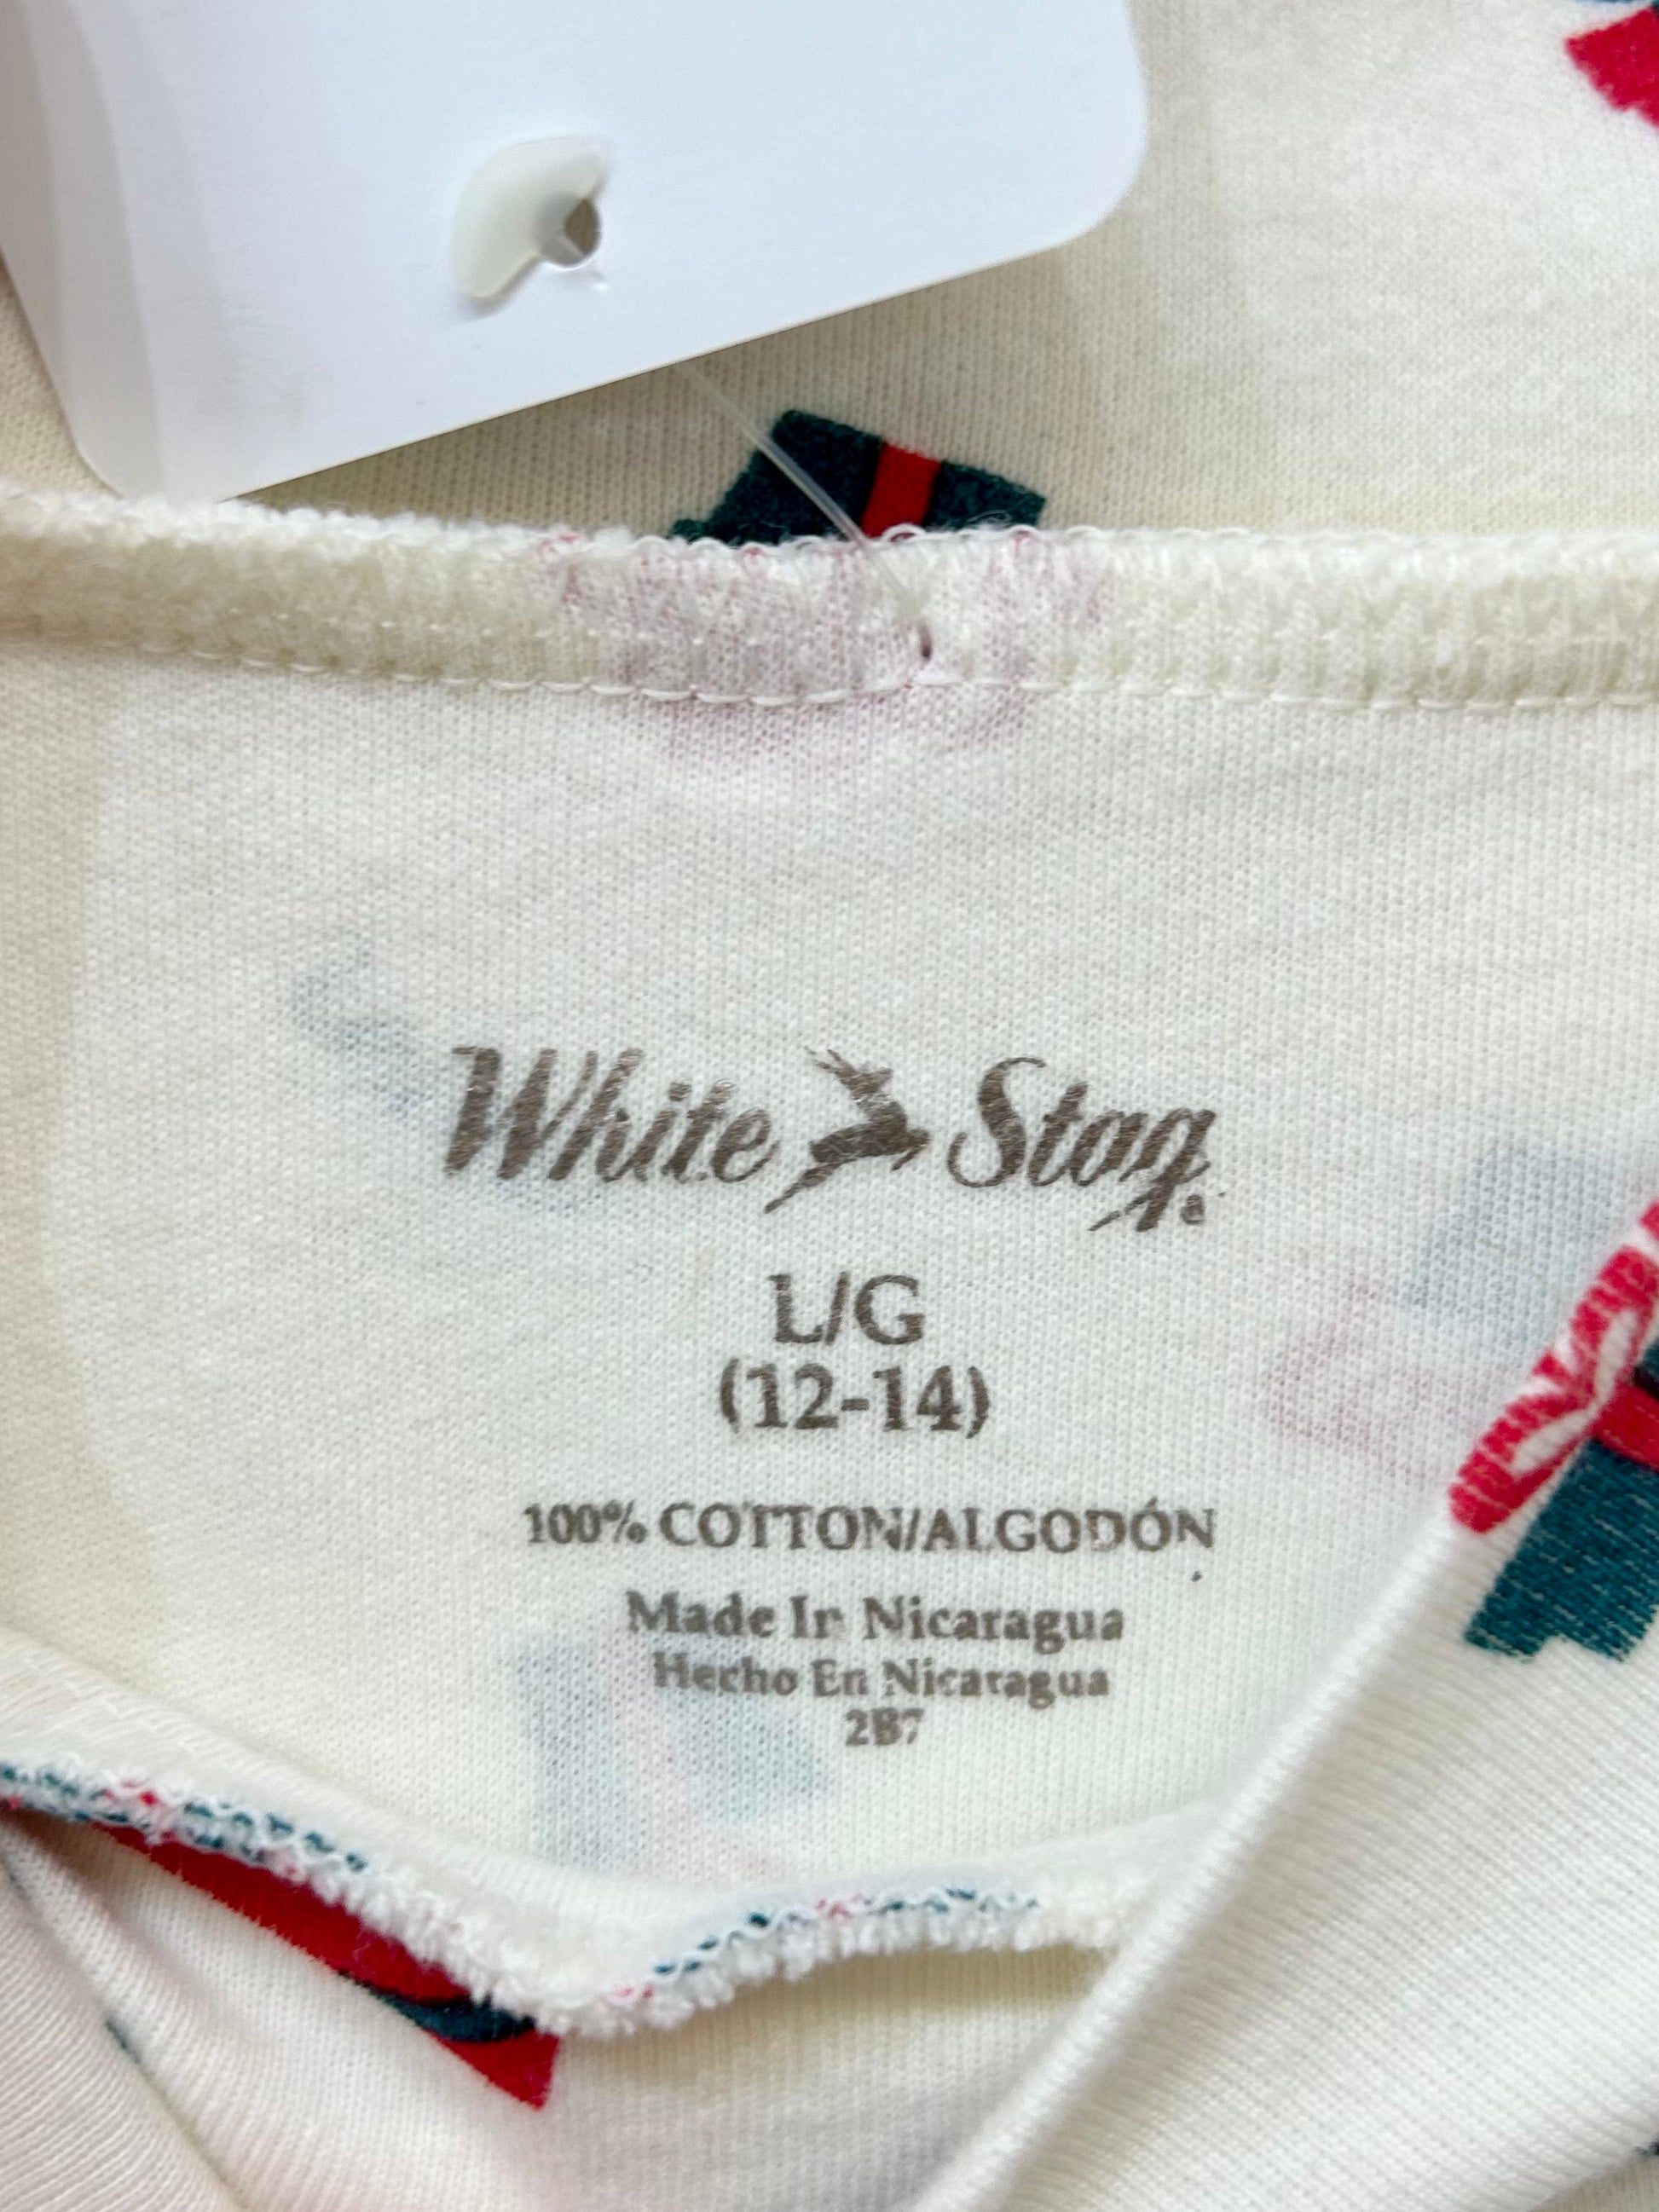 White Stag®
L/G
(12-14)
100% COTTON/ALGODÓN
Made In Nicaragua
Hecho En Nicaragua
2B7